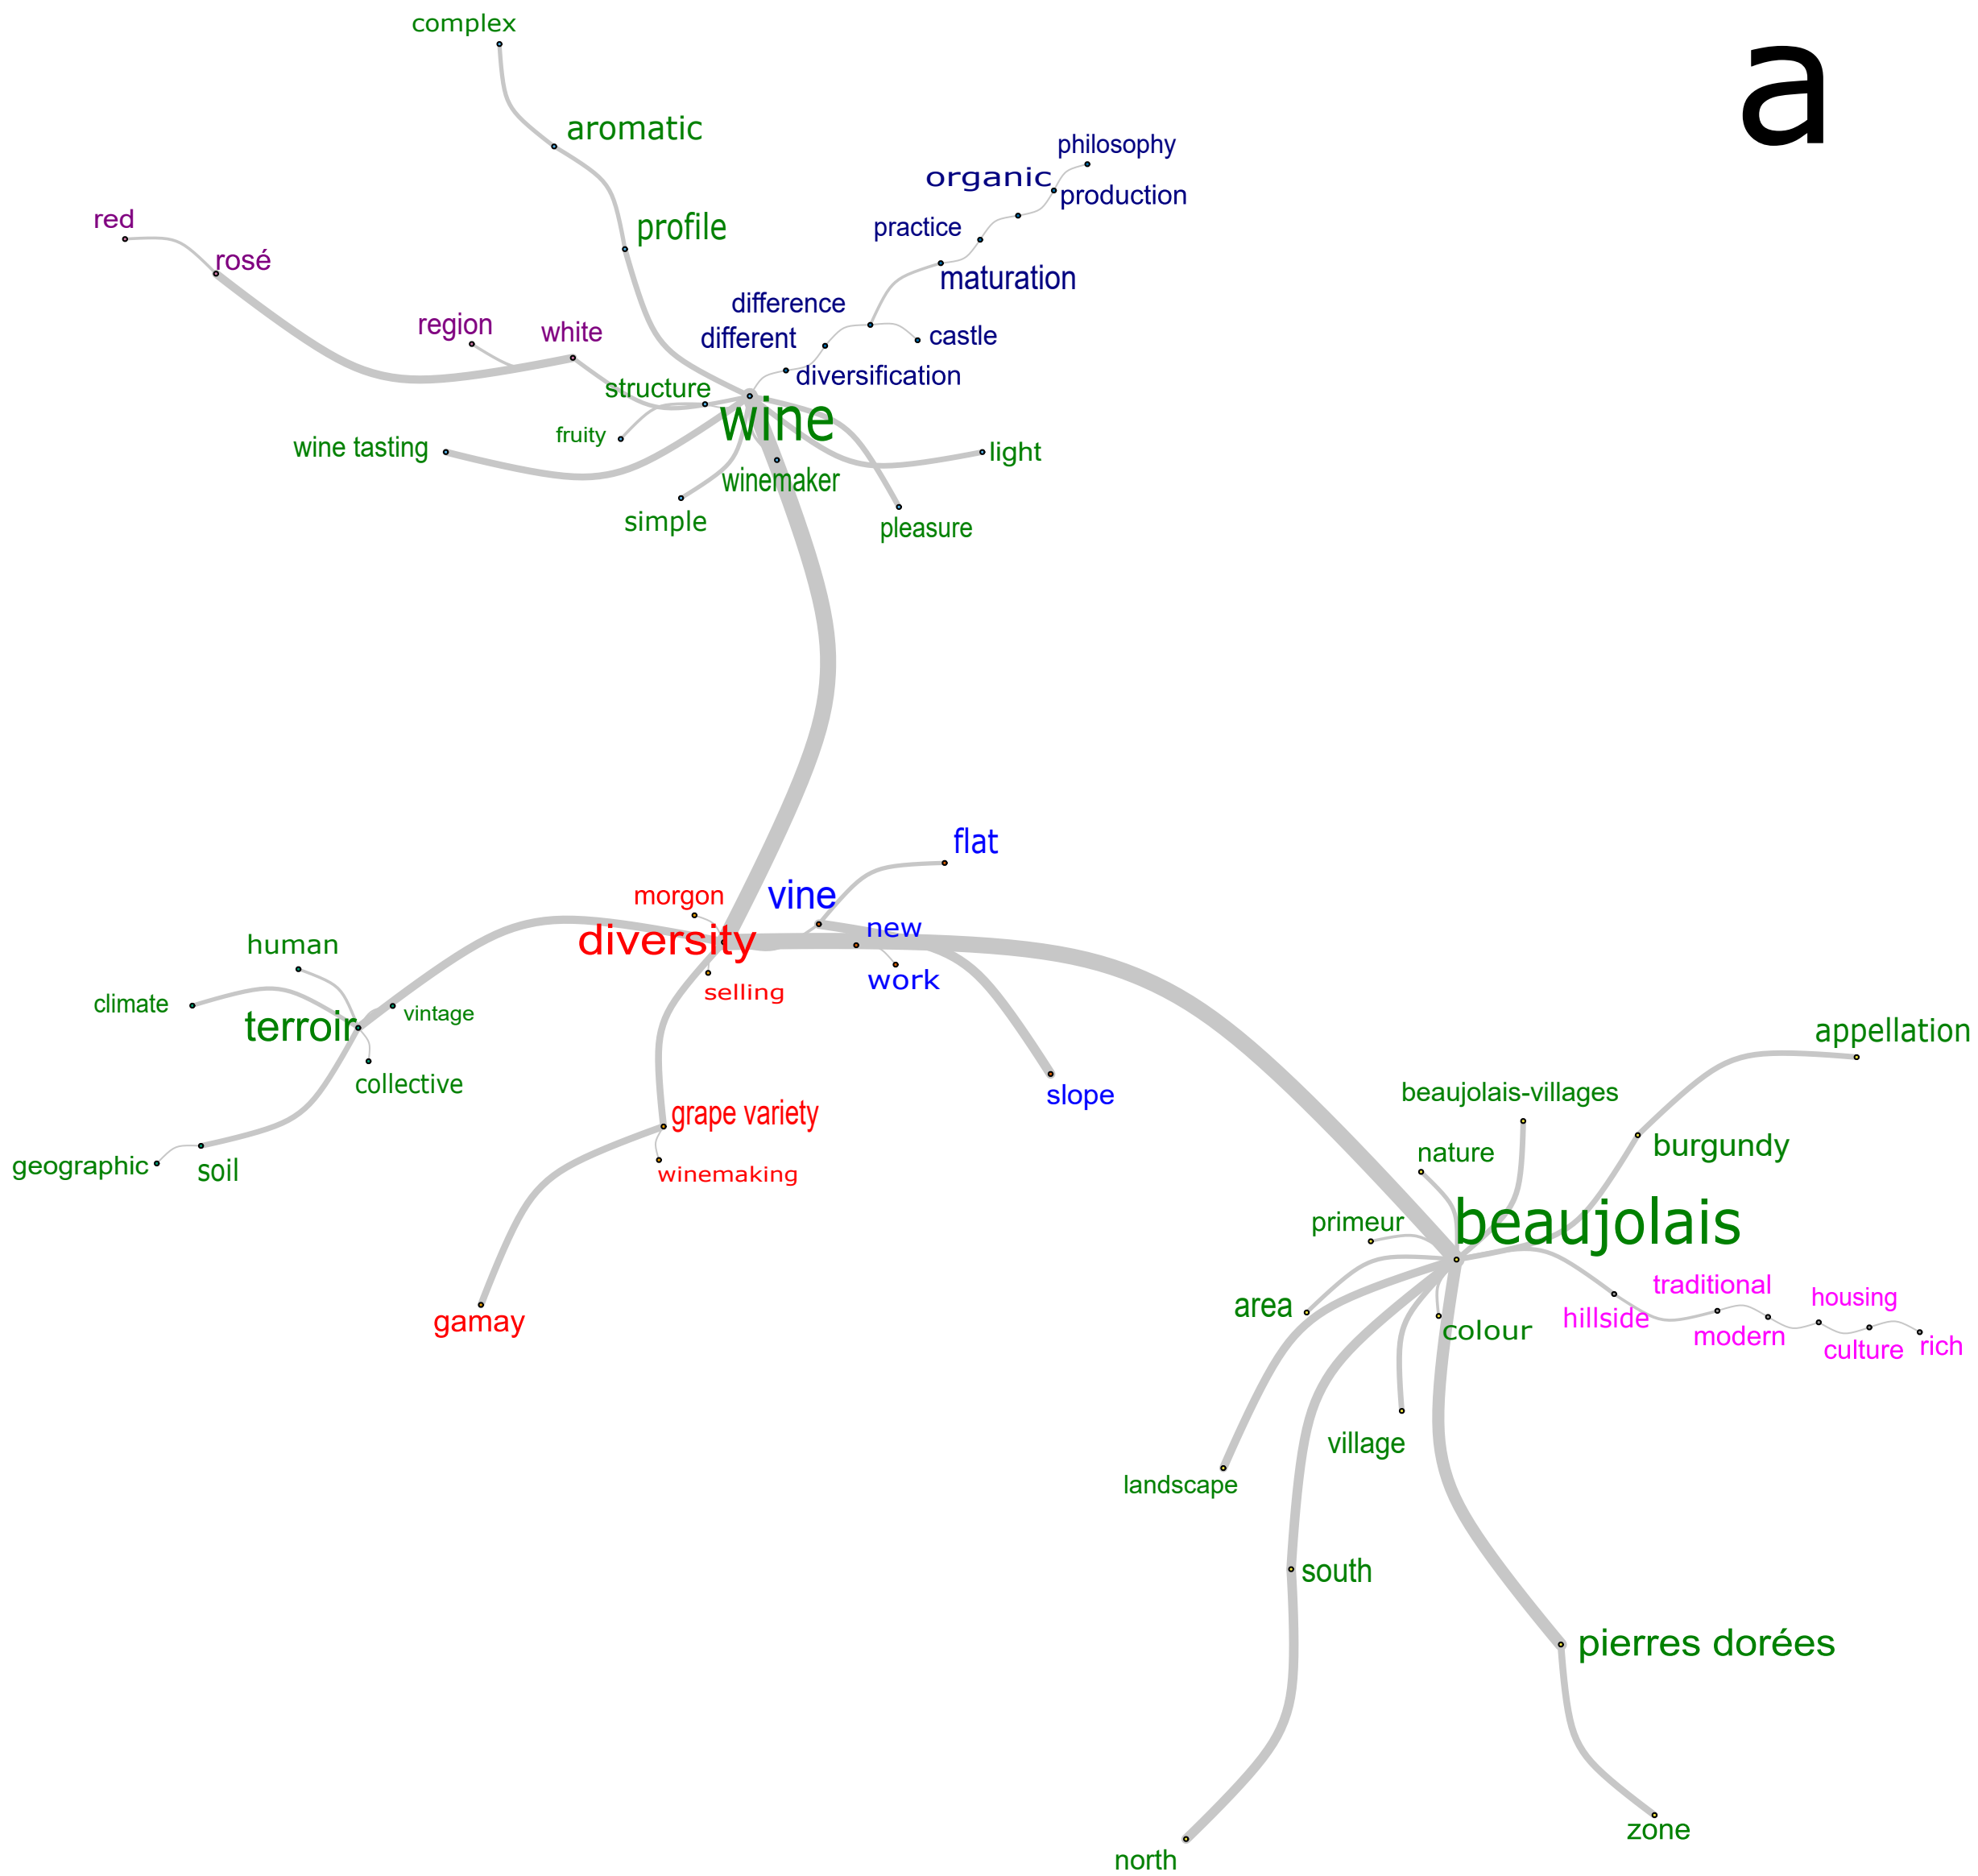 complex
a
aromatic
philosophy
organic
production
red
profile
practice
rosé
maturation
difference
region
white
different
castle
diversification
structure
wine
fruity
wine tasting
light
winemaker
simple
pleasure
flat
morgon
vine
new
diversity
human
work
selling
climate
vintage
terroir
appellation
collective
slope
beaujolais-villages
grape variety
burgundy
nature
geographic
soil
winemaking
primeur
beaujolais
traditional
housing
area
hillside
gamay
colour
modern
culture
rich
village
landscape
south
pierres dorées
zone
north